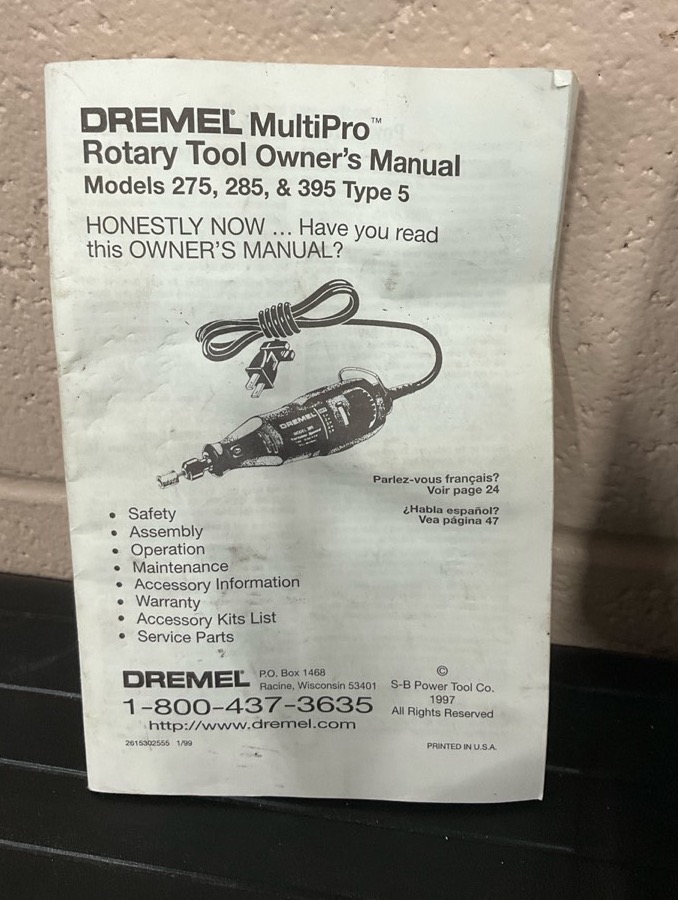 DREMEL® MultiPro™
Rotary Tool Owner's Manual
Models 275, 285, & 395 Type 5
HONESTLY NOW ... Have you read
this OWNER'S MANUAL?
DREMEL
Parlez-vous français?
Voir page 24
¿Habla español?
Vea página 47
• Safety
• Assembly
• Operation
• Maintenance
• Accessory Information
• Warranty
• Accessory Kits List
• Service Parts
DREMEL P.O. Box 1468
Racine, Wisconsin 53401
1-800-437-3635
http://www.dremel.com
2615302555 1/99
©
S-B Power Tool Co.
1997
All Rights Reserved
PRINTED IN U.S.A.